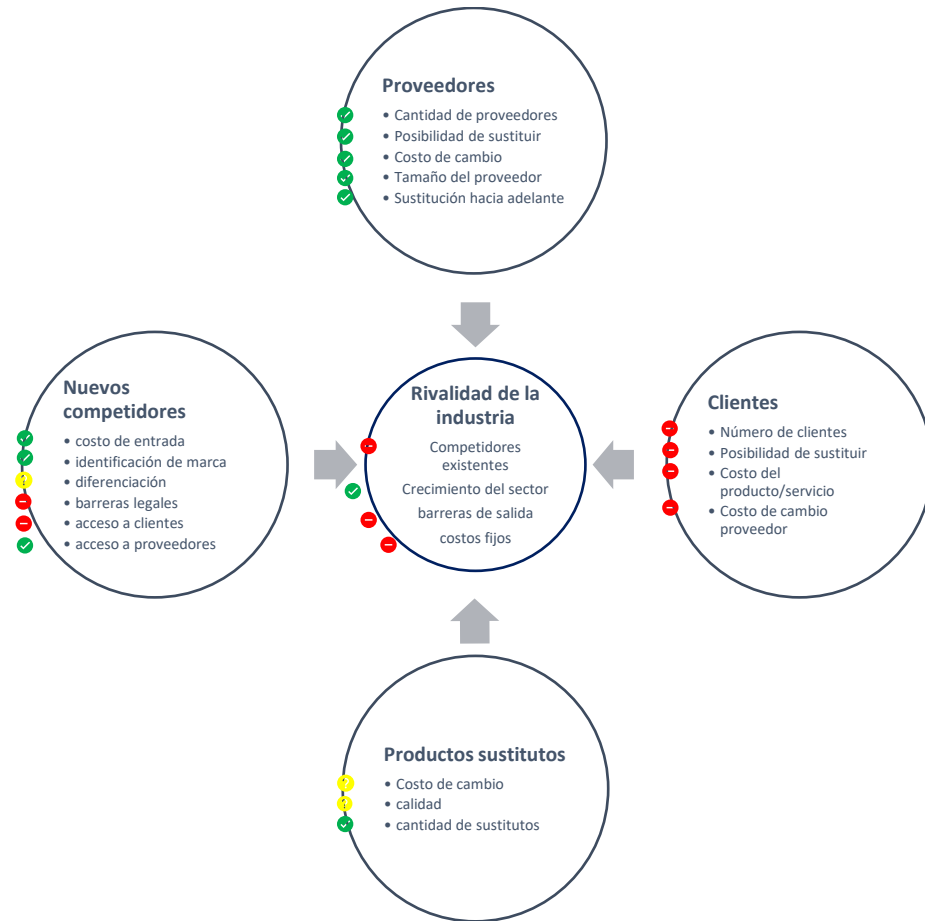 Proveedores
• Cantidad de proveedores
• Posibilidad de sustituir
• Costo de cambio
• Tamaño del proveedor
• Sustitución hacia adelante
Nuevos
competidores
• costo de entrada
• identificación de marca
• diferenciación
• barreras legales
• acceso a clientes
• acceso a proveedores
Rivalidad de la
industria
Competidores
existentes
Crecimiento del sector
barreras de salida
costos fijos
Clientes
• Número de clientes
• Posibilidad de sustituir
• Costo del
producto/servicio
• Costo de cambio
proveedor
Productos sustitutos
• Costo de cambio
• calidad
• cantidad de sustitutos